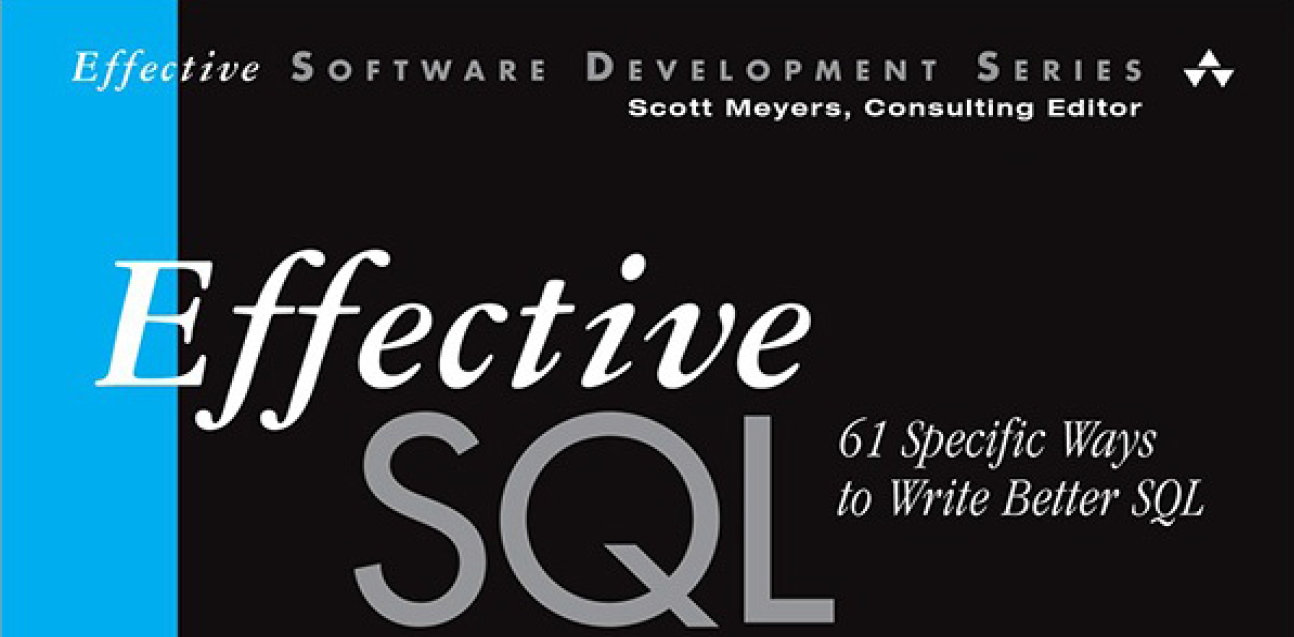 Effective SOFTWARE DEVELOPMENT SERIES
Scott Meyers, Consulting Editor
Effective
SQL
61 Specific Ways
to Write Better SQL